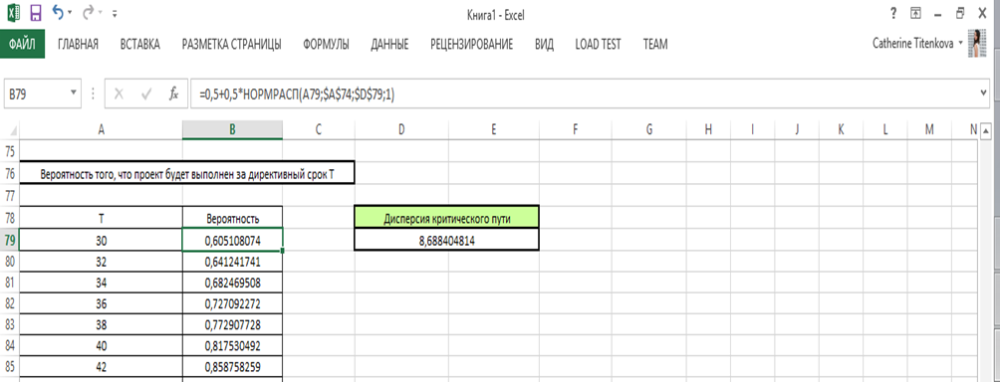 Книга1 - Excel
ФАЙЛ ГЛАВНАЯ ВСТАВКА РАЗМЕТКА СТРАНИЦЫ ФОРМУЛЫ ДАННЫЕ РЕЦЕНЗИРОВАНИЕ ВИД LOAD TEST TEAM Catherine Titenkova
B79 fx =0,5+0,5*НОРМРАСП(A79;$A$74;$D$79;1)
A B C D E F G H I J K L M N
75
76 Вероятность того, что проект будет выполнен за директивный срок T
77
78 T Вероятность Дисперсия критического пути
79 30 0,605108074 8,688404814
80 32 0,641241741
81 34 0,682469508
82 36 0,727092272
83 38 0,772907728
84 40 0,817530492
85 42 0,858758259